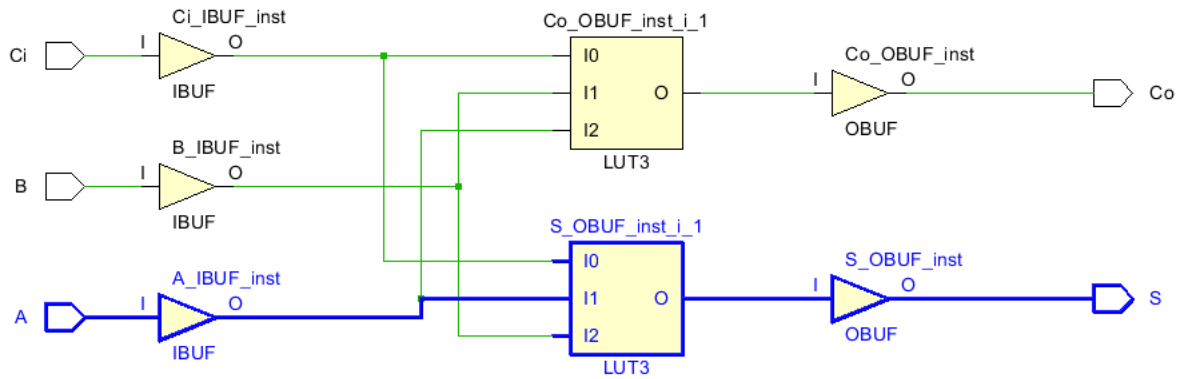 Ci_IBUF_inst
Co_OBUF_inst_i_1
Ci
I
O
IBUF
I0
I1
O
I2
LUT3
Co_OBUF_inst
I
O
OBUF
Co
B_IBUF_inst
B
I
O
IBUF
S_OBUF_inst_i_1
A_IBUF_inst
A
I
O
IBUF
I0
I1
O
I2
LUT3
S_OBUF_inst
I
O
OBUF
S